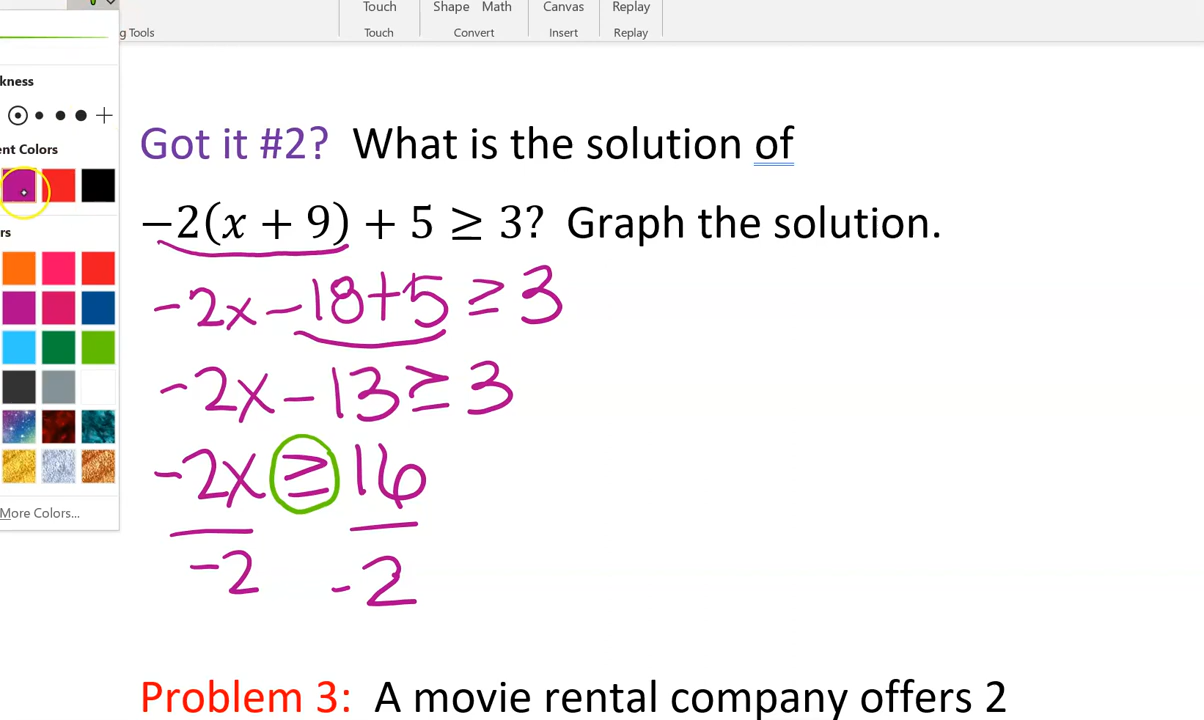 Touch Shape Math Canvas Replay
g Tools Touch Convert Insert Replay
kness
ent Colors
rs
More Colors...
Got it #2? What is the solution of
−2(x + 9) + 5 ≥ 3? Graph the solution.
-2x -18+5 ≥ 3
-2x -13 ≥ 3
-2x ≥ 16
-2 -2
Problem 3: A movie rental company offers 2